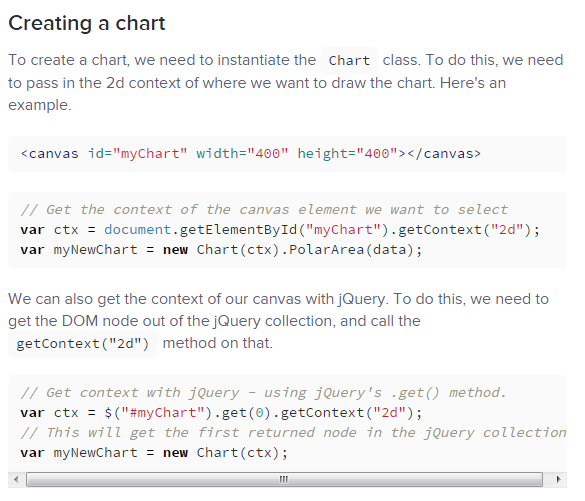 Creating a chart
To create a chart, we need to instantiate the Chart class. To do this, we need
to pass in the 2d context of where we want to draw the chart. Here's an
example.
<canvas id="myChart" width="400" height="400"></canvas>
// Get the context of the canvas element we want to select
var ctx = document.getElementById("myChart").getContext("2d");
var myNewChart = new Chart(ctx).PolarArea(data);
We can also get the context of our canvas with jQuery. To do this, we need to
get the DOM node out of the jQuery collection, and call the
getContext("2d") method on that.
// Get context with jQuery - using jQuery's .get() method.
var ctx = $("#myChart").get(0).getContext("2d");
// This will get the first returned node in the jQuery collection
var myNewChart = new Chart(ctx);